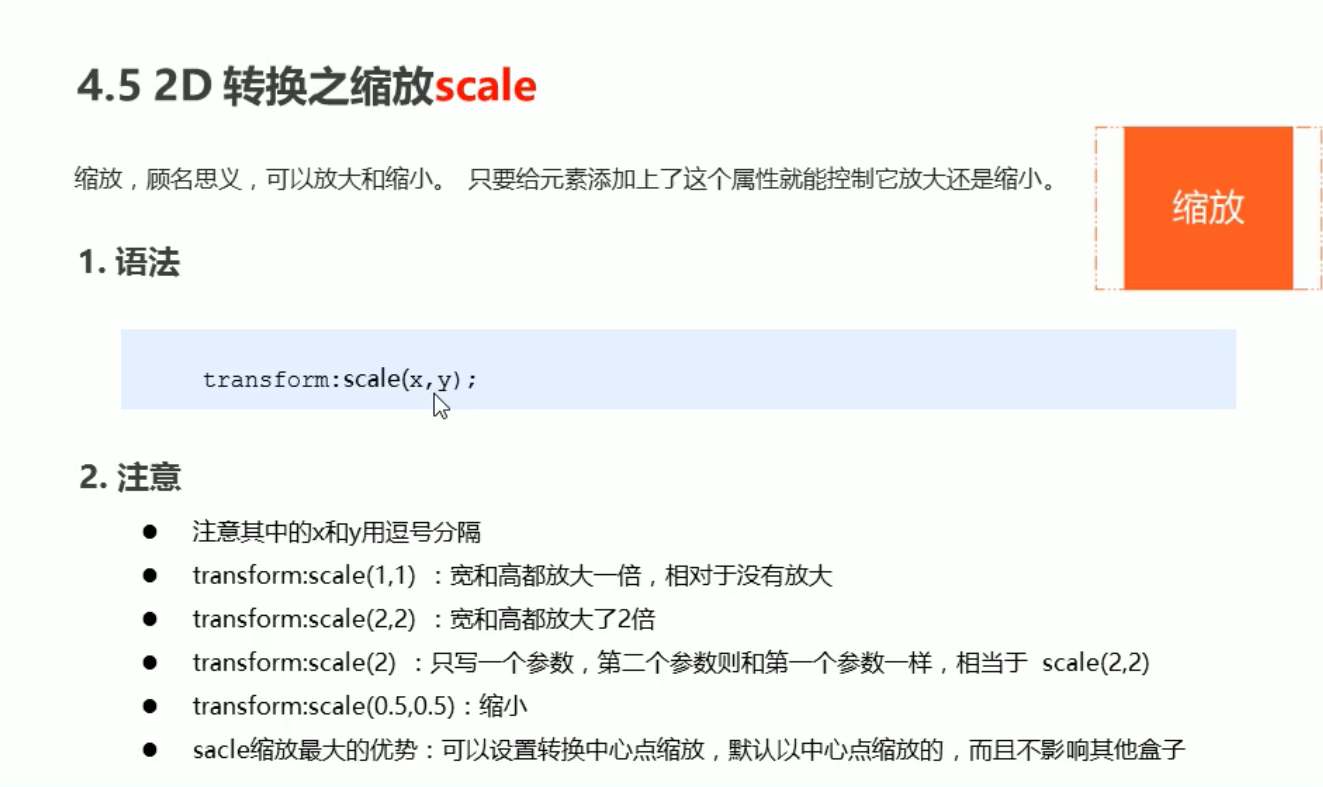 4.5 2D 转换之缩放scale
缩放，顾名思义，可以放大和缩小。 只要给元素添加上了这个属性就能控制它放大还是缩小。
缩放
1. 语法
transform:scale(x,y);
2. 注意
● 注意其中的x和y用逗号分隔
● transform:scale(1,1) ：宽和高都放大一倍，相对于没有放大
● transform:scale(2,2) ：宽和高都放大了2倍
● transform:scale(2) ：只写一个参数，第二个参数则和第一个参数一样，相当于 scale(2,2)
● transform:scale(0.5,0.5)：缩小
● sacle缩放最大的优势：可以设置转换中心点缩放，默认以中心点缩放的，而且不影响其他盒子